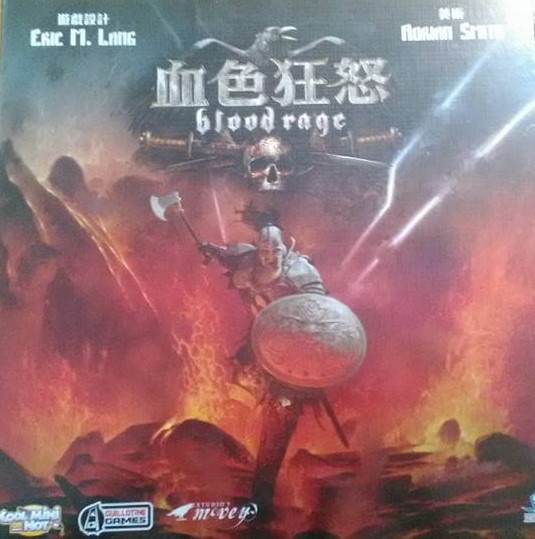 遊戲設計
ERIC M. LANG
美術
ADRIAN SMITH
血色狂怒
blood rage
COOL MINI OR NOT
GUILLOTINE GAMES
STUDIO McVEY